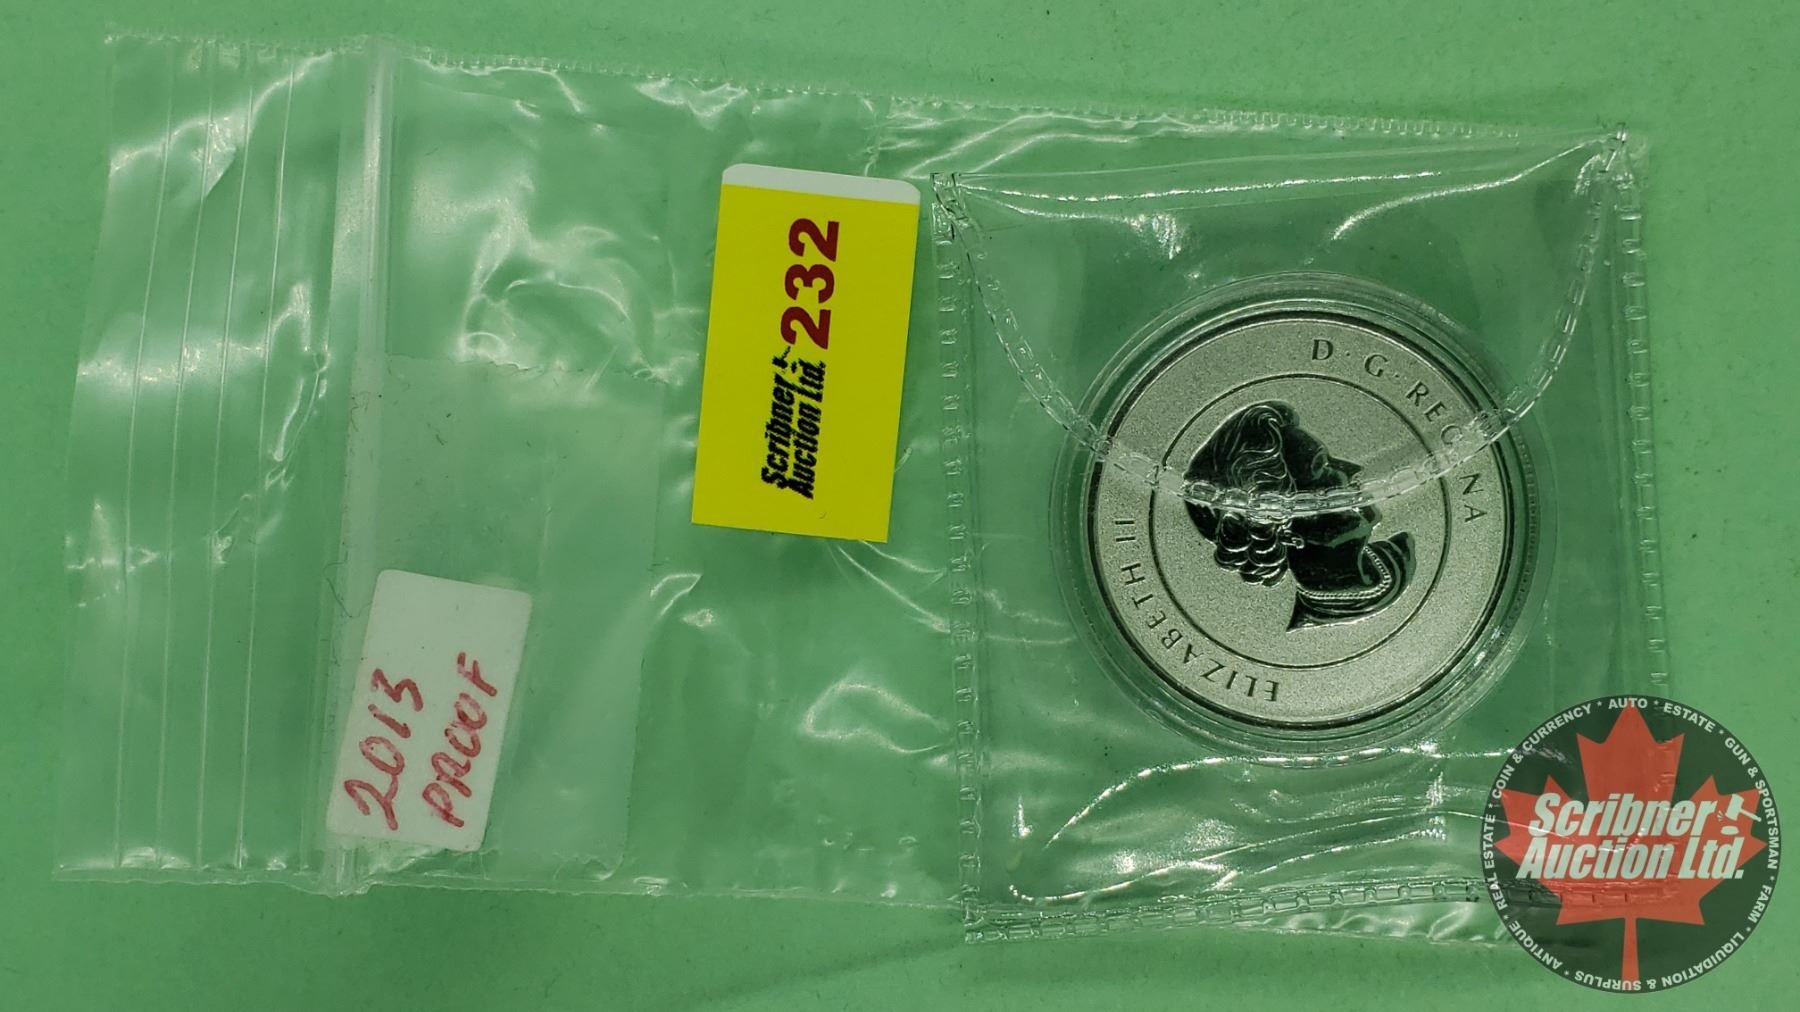 2013
PROOF
Scribner
Auction Ltd.
232
ELIZABETH II
D·G·REGINA
COIN & CURRENCY * AUTO * ESTATE * GUN & SPORTSMAN * FARM * LIQUIDATION & SURPLUS * ANTIQUE * REAL ESTATE *
Scribner
Auction Ltd.